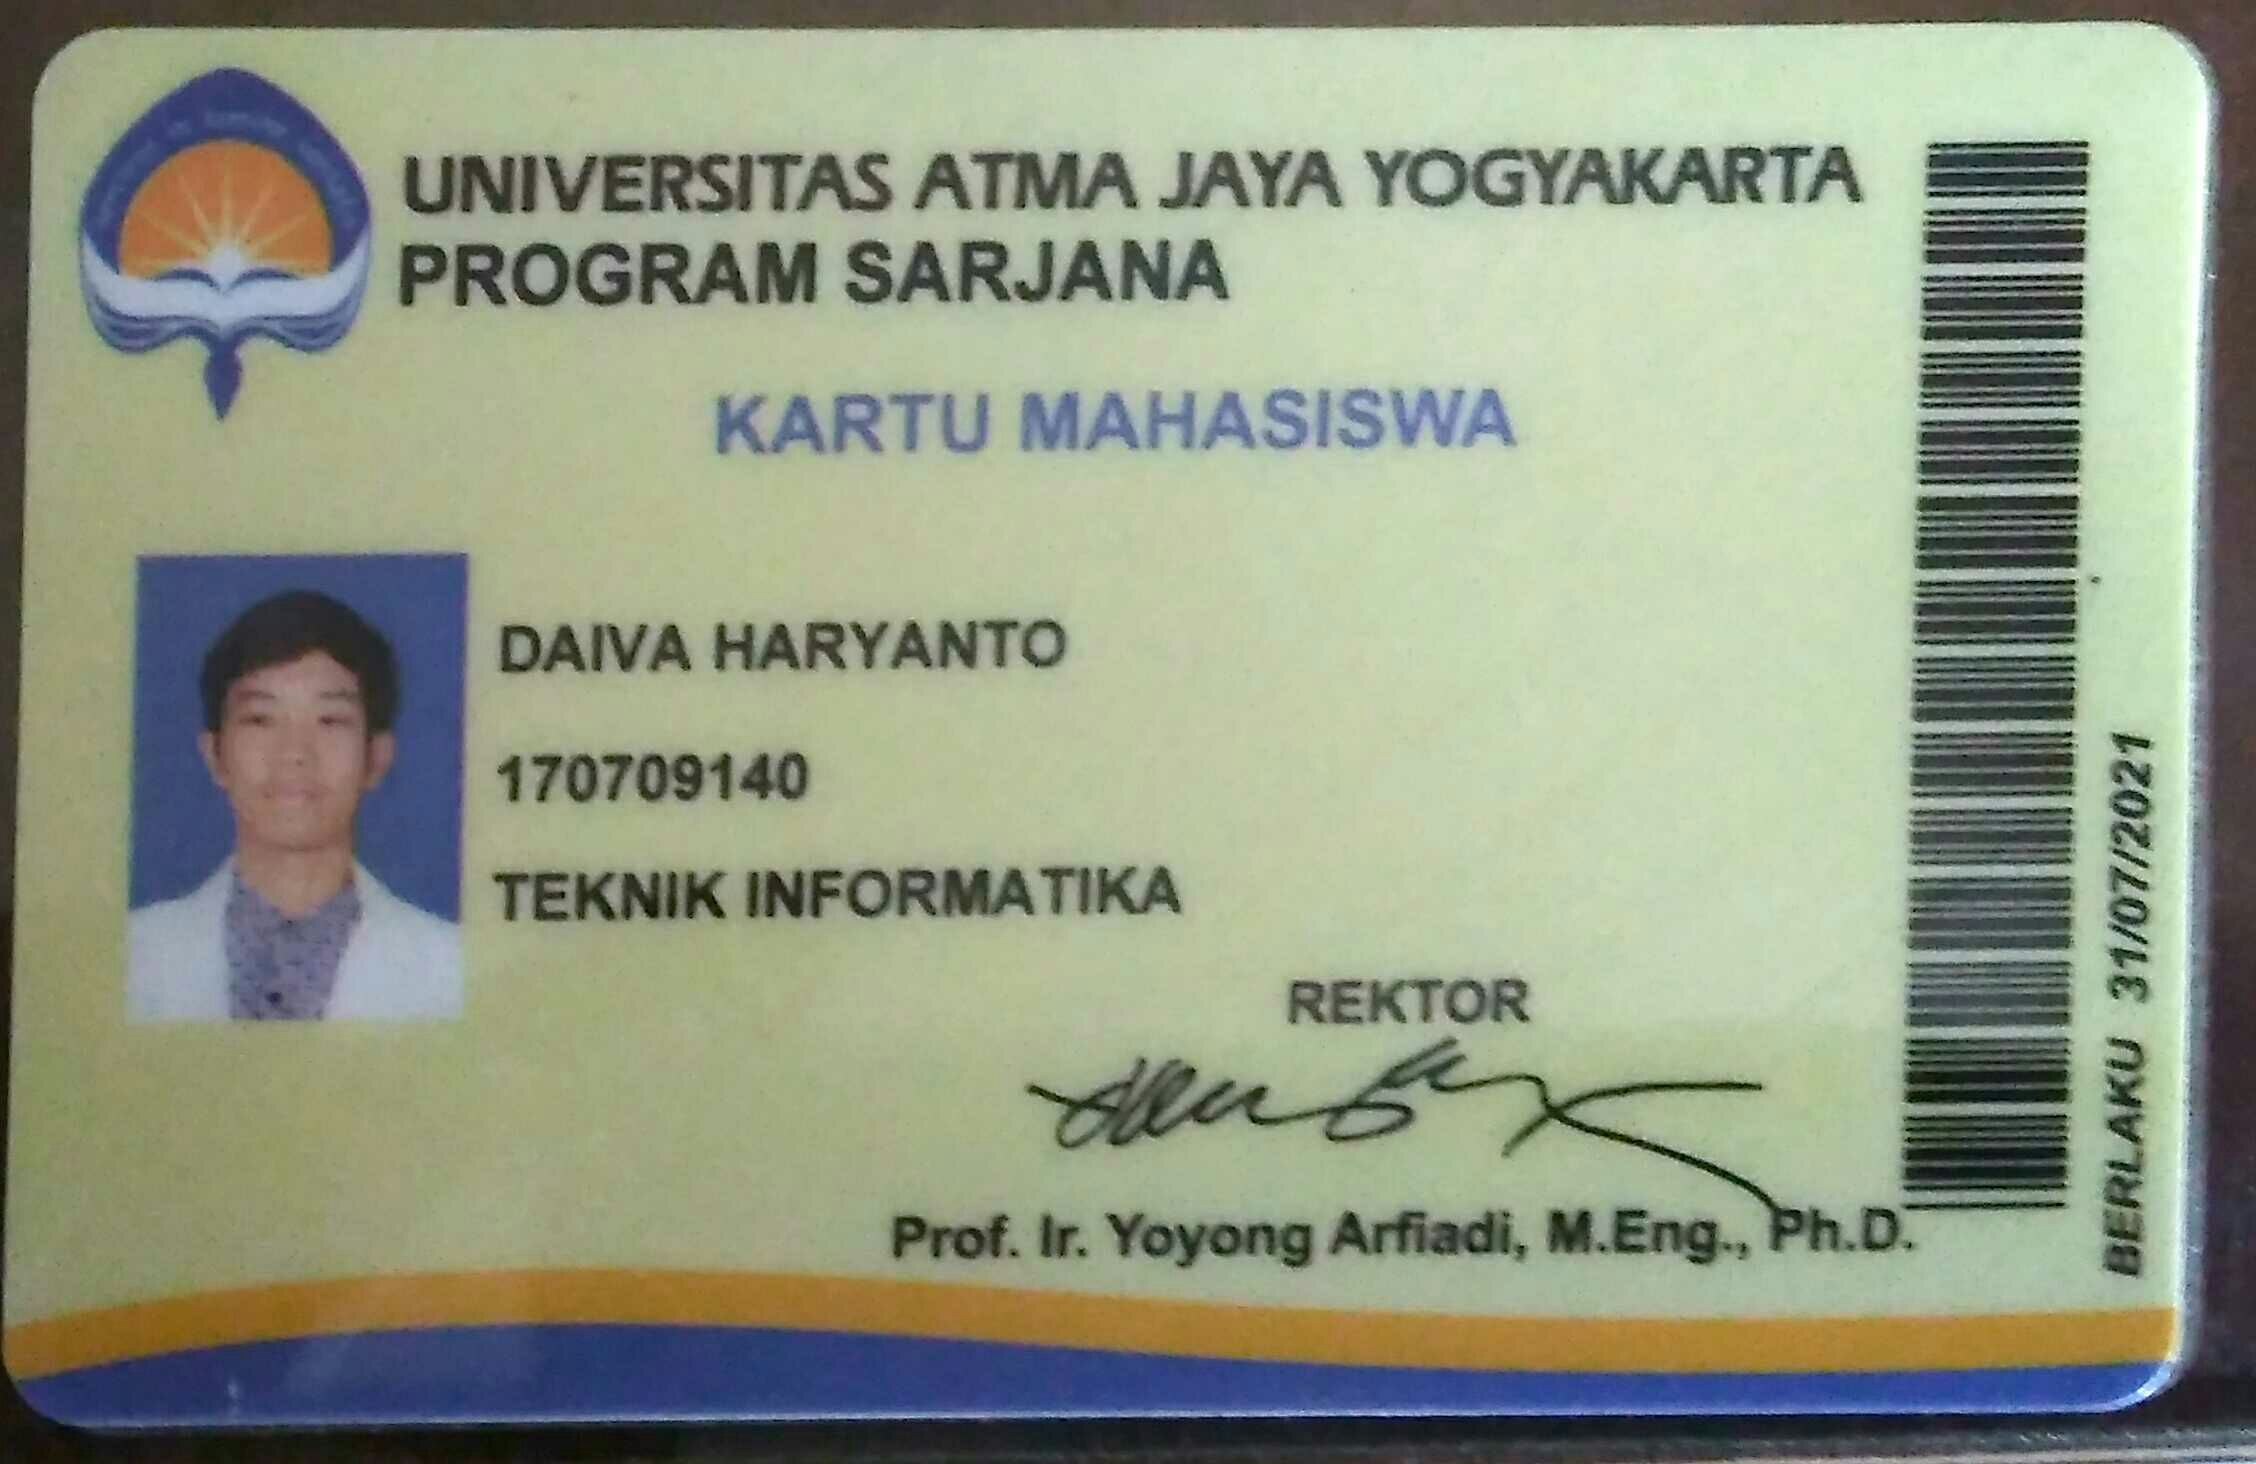 UNIVERSITAS ATMA JAYA YOGYAKARTA
PROGRAM SARJANA
KARTU MAHASISWA
DAIVA HARYANTO
170709140
TEKNIK INFORMATIKA
REKTOR
Prof. Ir. Yoyong Arfiadi, M.Eng., Ph.D.
BERLAKU 31/07/2021